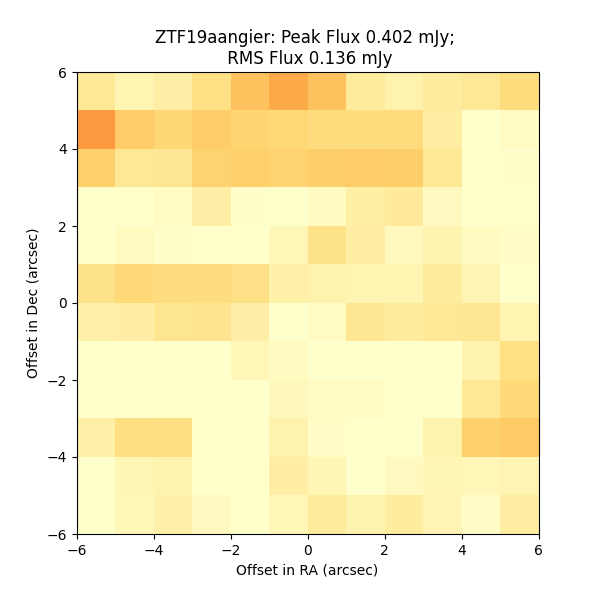 ZTF19aangier: Peak Flux 0.402 mJy;
RMS Flux 0.136 mJy
6
4
2
0
−2
−4
−6
Offset in Dec (arcsec)
−6 −4 −2 0 2 4 6
Offset in RA (arcsec)